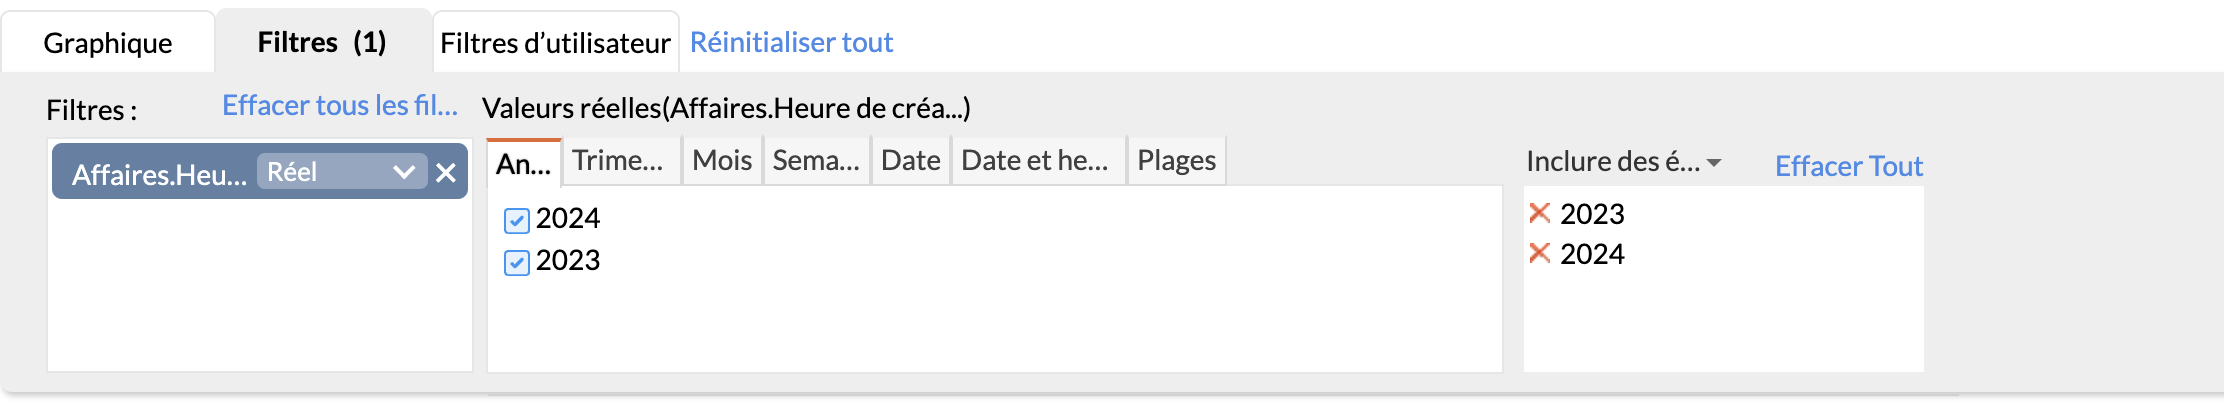 Graphique Filtres (1) Filtres d’utilisateur Réinitialiser tout
Filtres : Effacer tous les fil... Valeurs réelles(Affaires.Heure de créa...)
Affaires.Heu... Réel
An... Trime... Mois Sema... Date Date et he... Plages
2024
2023
Inclure des é... Effacer Tout
2023
2024